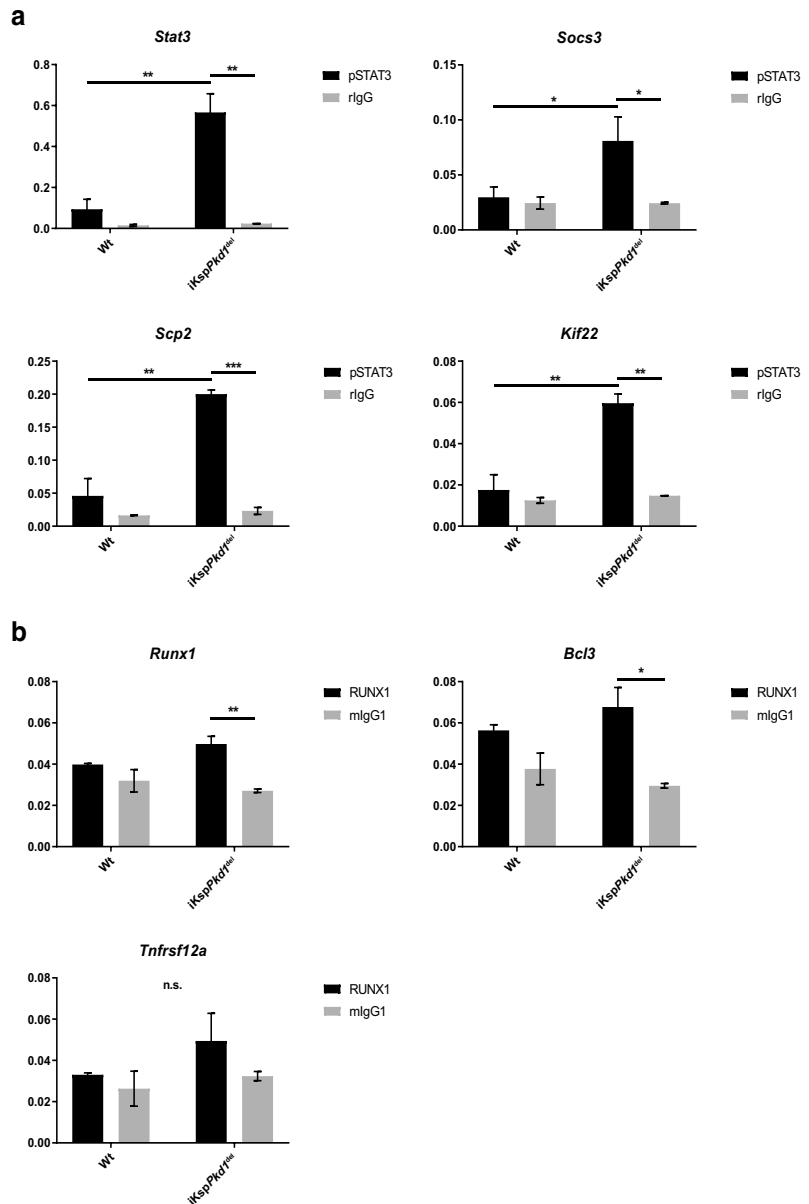 a
Stat3
** **
0.8
0.6
0.4
0.2
0.0
Wt
iKspPkd1ᵈᵉˡ
pSTAT3
rIgG
Socs3
* *
0.15
0.10
0.05
0.00
Wt
iKspPkd1ᵈᵉˡ
pSTAT3
rIgG
Scp2
** ***
0.25
0.20
0.15
0.10
0.05
0.00
Wt
iKspPkd1ᵈᵉˡ
pSTAT3
rIgG
Kif22
** **
0.08
0.06
0.04
0.02
0.00
Wt
iKspPkd1ᵈᵉˡ
pSTAT3
rIgG
b
Runx1
**
0.08
0.06
0.04
0.02
0.00
Wt
iKspPkd1ᵈᵉˡ
RUNX1
mIgG1
Bcl3
*
0.08
0.06
0.04
0.02
0.00
Wt
iKspPkd1ᵈᵉˡ
RUNX1
mIgG1
Tnfrsf12a
n.s.
0.08
0.06
0.04
0.02
0.00
Wt
iKspPkd1ᵈᵉˡ
RUNX1
mIgG1